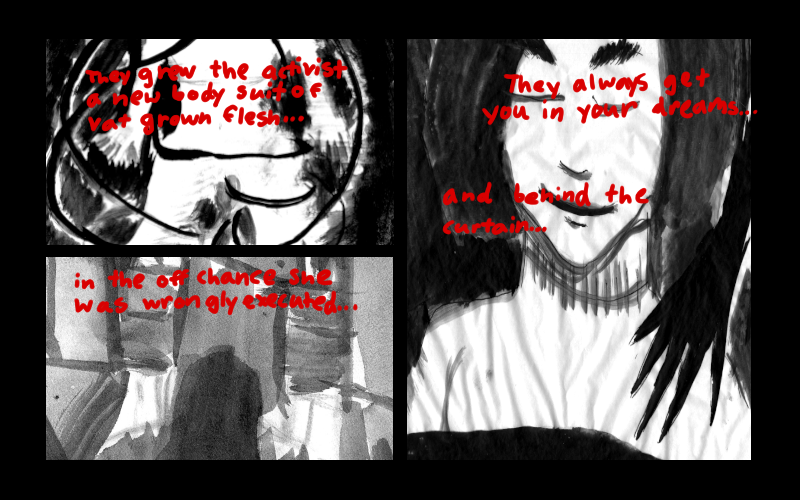 They grew the activist
a new body suit of
vat grown flesh...
in the off chance she
was wrongly executed...
They always get
you in your dreams...
and behind the
curtain...